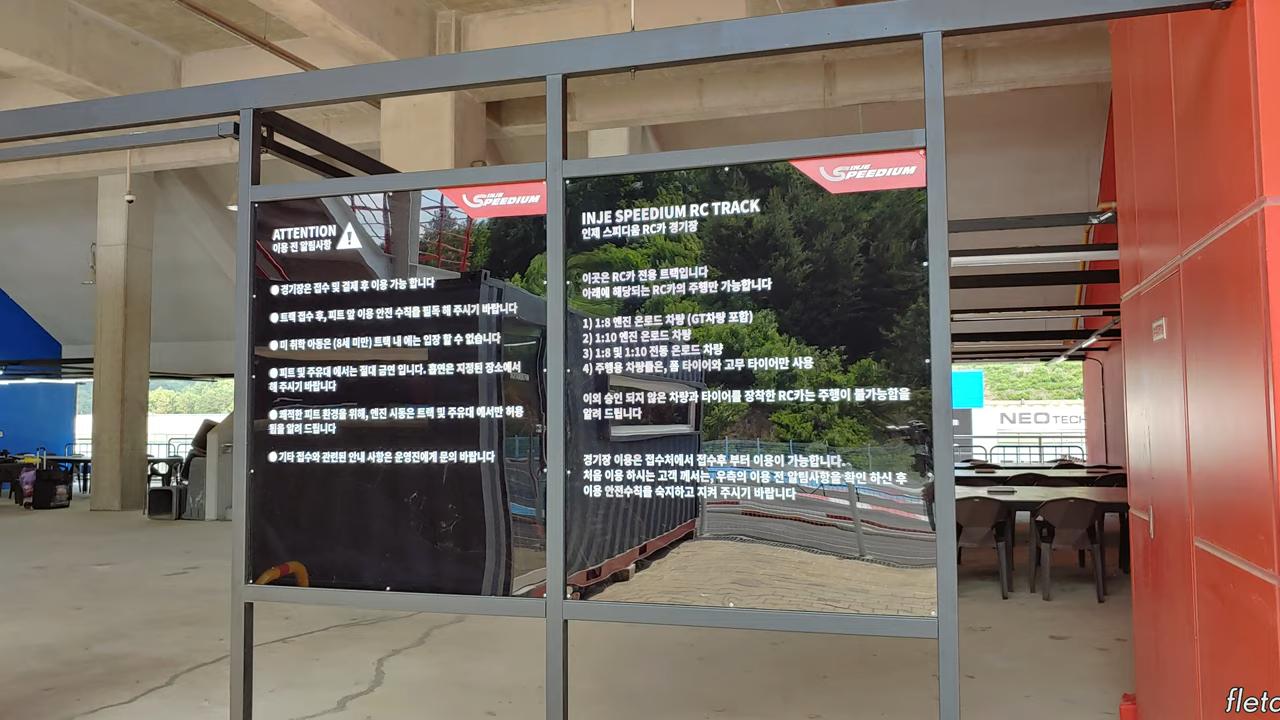 INJE
SPEEDIUM
ATTENTION
이용 전 알림사항
❶ 경기장은 접수 및 결제 후 이용 가능 합니다
❷ 트랙 접수 후, 피트 앞 이용 안전 수칙을 필독 해 주시기 바랍니다
❸ 미 취학 아동은 (8세 미만) 트랙 내 에는 입장 할 수 없습니다
❹ 피트 및 주유대 에서는 절대 금연 입니다. 흡연은 지정된 장소에서
해 주시기 바랍니다
❺ 쾌적한 피트 환경을 위해, 엔진 시동은 트랙 및 주유대 에서만 허용
됨을 알려 드립니다
❻ 기타 접수와 관련된 안내 사항은 운영진에게 문의 바랍니다
INJE
SPEEDIUM
INJE SPEEDIUM RC TRACK
인제 스피디움 RC카 경기장
이곳은 RC카 전용 트랙입니다
아래에 해당되는 RC카의 주행만 가능합니다
1) 1:8 엔진 온로드 차량 (GT차량 포함)
2) 1:10 엔진 온로드 차량
3) 1:8 및 1:10 전동 온로드 차량
4) 주행용 차량들은, 폼 타이어와 고무 타이어만 사용
이외 승인 되지 않은 차량과 타이어를 장착한 RC카는 주행이 불가능함을
알려 드립니다
경기장 이용은 접수처에서 접수후 부터 이용이 가능합니다.
처음 이용 하시는 고객 께서는, 우측의 이용 전 알림사항을 확인 하신 후
이용 안전수칙를 숙지하고 지켜 주시기 바랍니다
NEOTECH
fletc